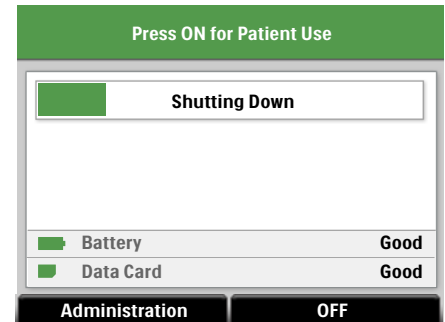 Press ON for Patient Use
Shutting Down
Battery Good
Data Card Good
Administration OFF